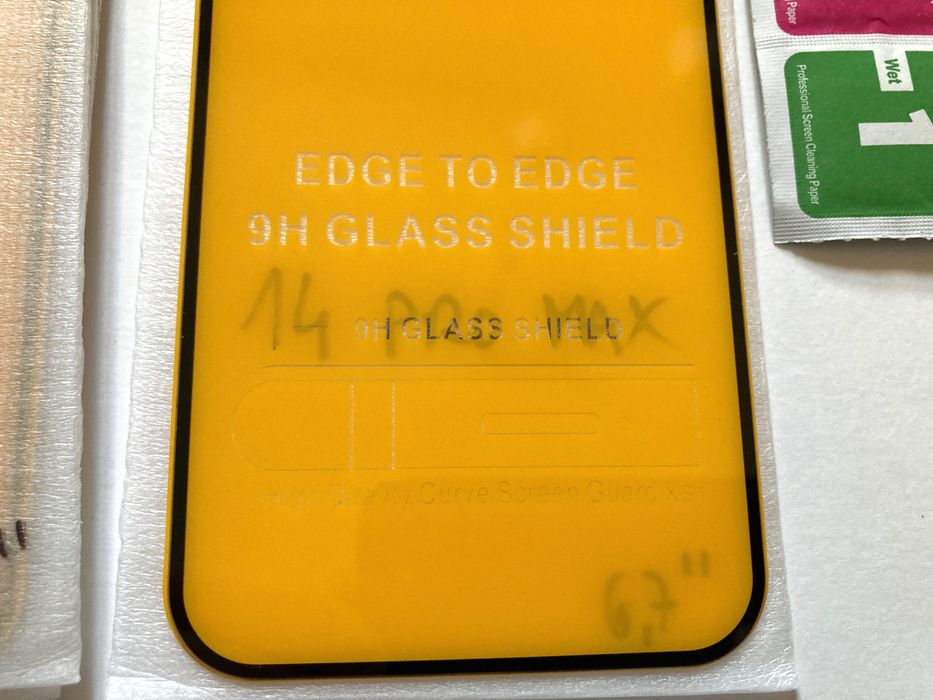 EDGE TO EDGE
9H GLASS SHIELD
14 PRO MAX
9H GLASS SHIELD
High Quality Curve Screen Guard
6,7"
Paper
Wet
1
Professional Screen Cleaning Paper